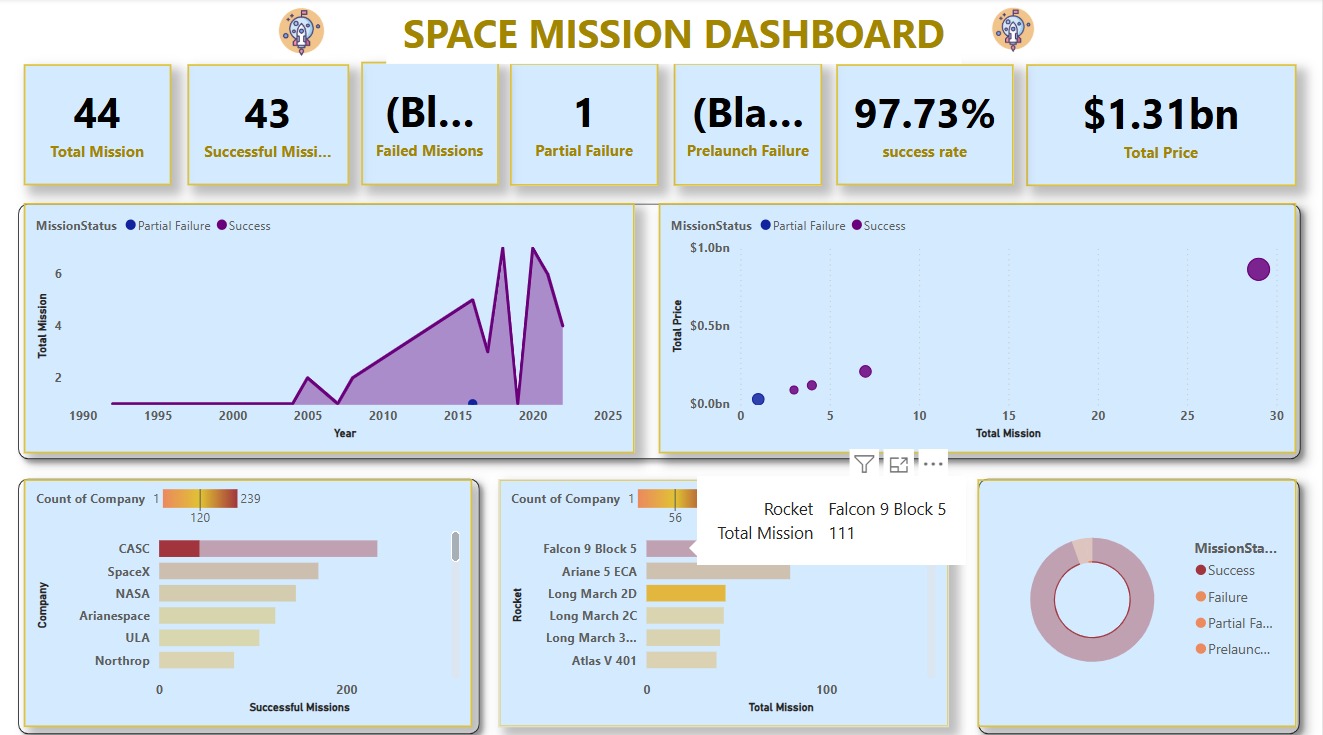 SPACE MISSION DASHBOARD
44
Total Mission
43
Successful Missi...
(Bl...
Failed Missions
1
Partial Failure
(Bla...
Prelaunch Failure
97.73%
success rate
$1.31bn
Total Price
MissionStatus Partial Failure Success
6
4
2
Total Mission
1990 1995 2000 2005 2010 2015 2020 2025
Year
MissionStatus Partial Failure Success
$1.0bn
$0.5bn
$0.0bn
Total Price
0 5 10 15 20 25 30
Total Mission
Count of Company 1 239
120
Company
CASC
SpaceX
NASA
Arianespace
ULA
Northrop
0 200
Successful Missions
Count of Company 1
56
Rocket Falcon 9 Block 5
Total Mission 111
Rocket
Falcon 9 Block 5
Ariane 5 ECA
Long March 2D
Long March 2C
Long March 3...
Atlas V 401
0 100
Total Mission
MissionSta...
Success
Failure
Partial Fa...
Prelaunc...